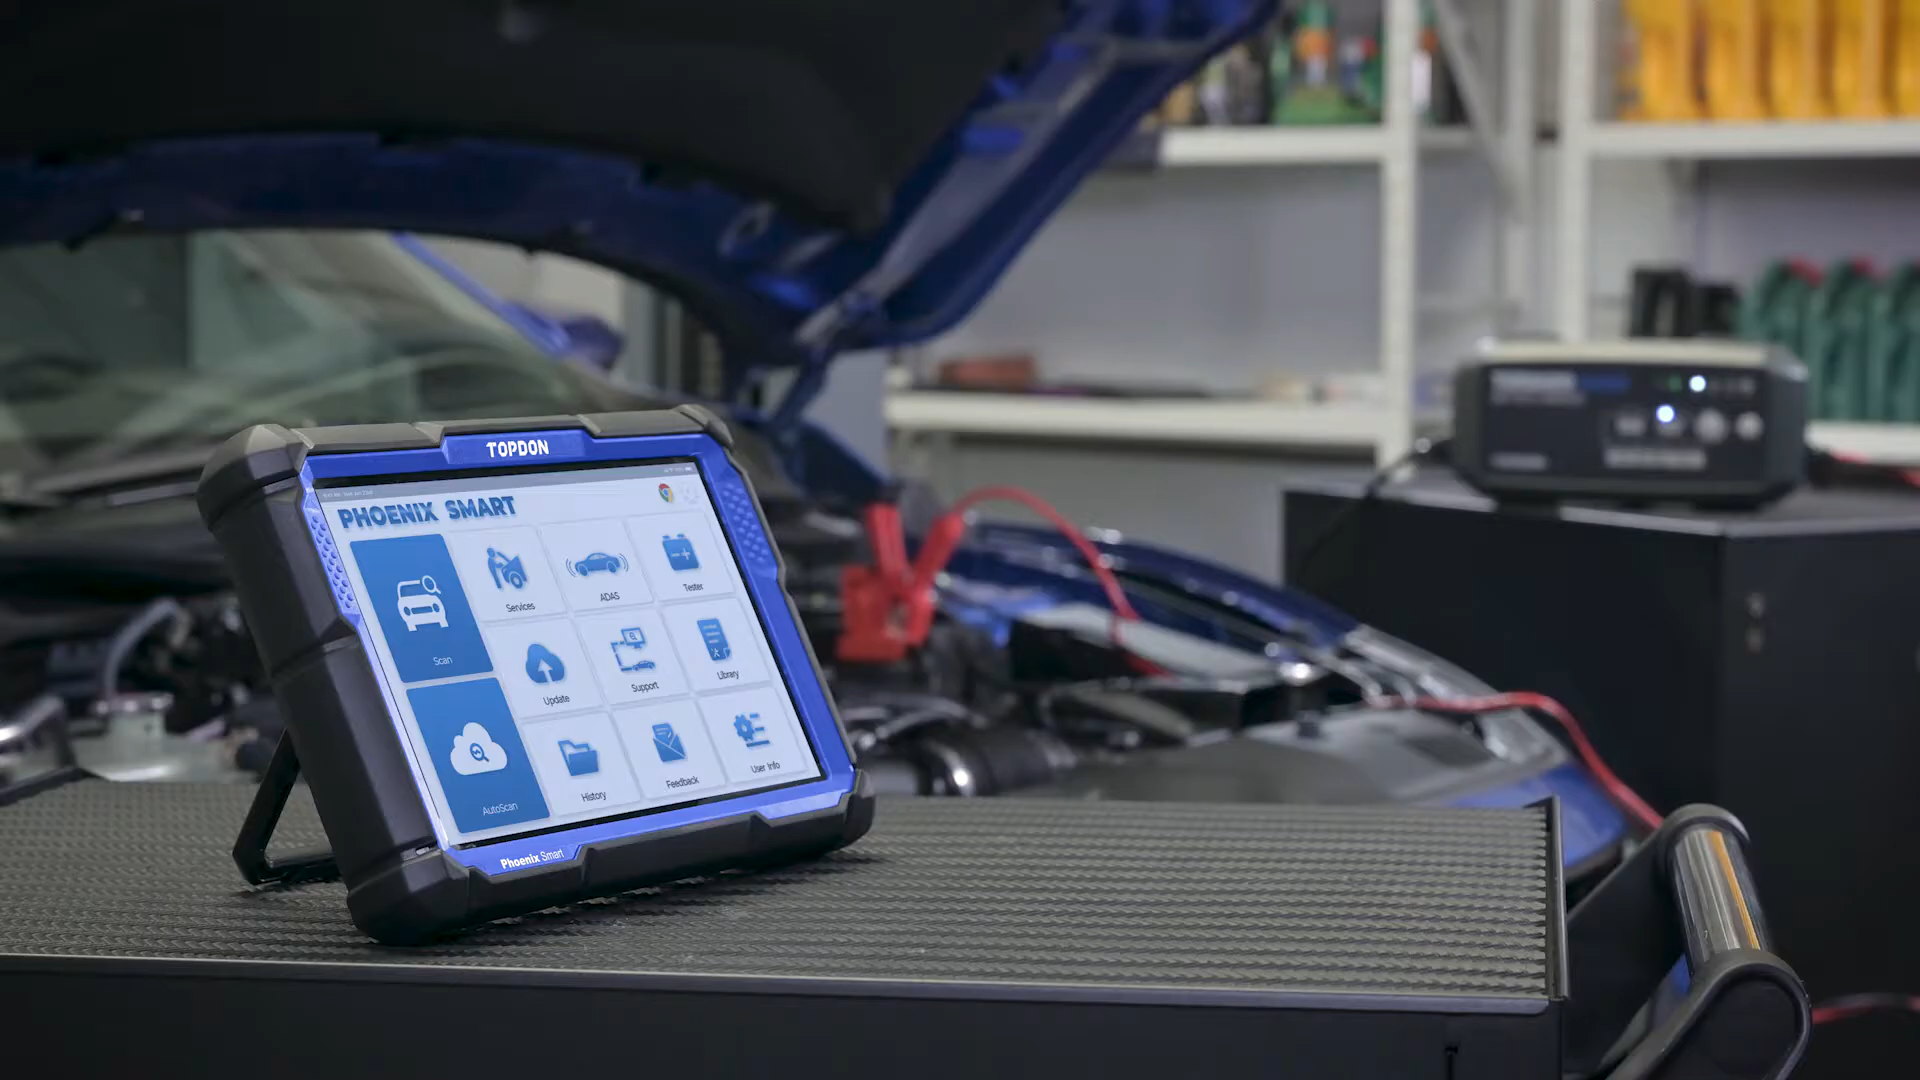 TOPDON
PHOENIX SMART
Scan
Services
ADAS
Tester
Update
Support
Library
AutoScan
History
Feedback
User Info
Phoenix Smart